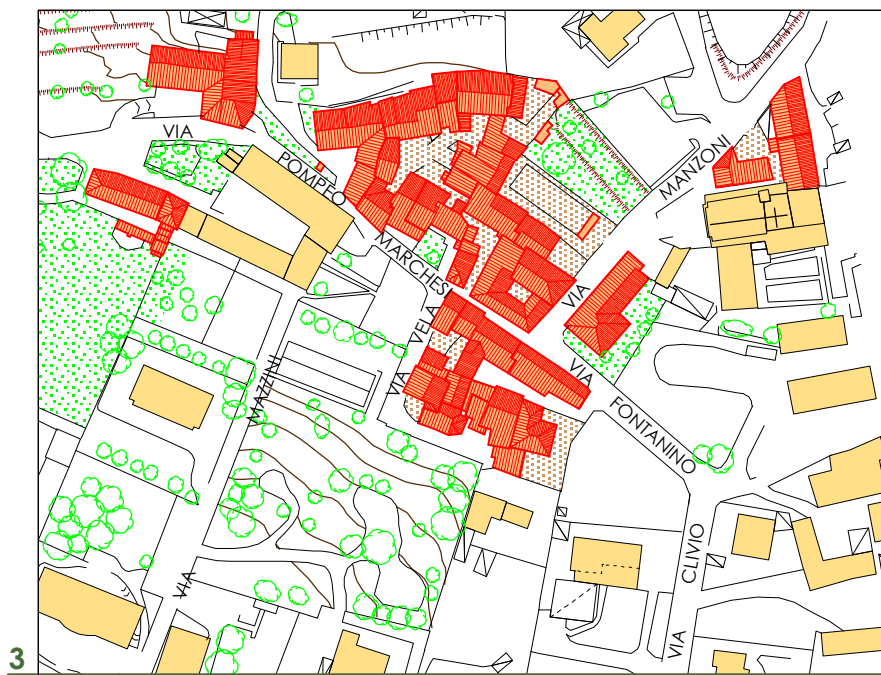 VIA
POMPEO
MARCHESI
MANZONI
VIA
VIA VELA
VIA
FONTANINO
MAZZINI
VIA
VIA CLIVIO
3